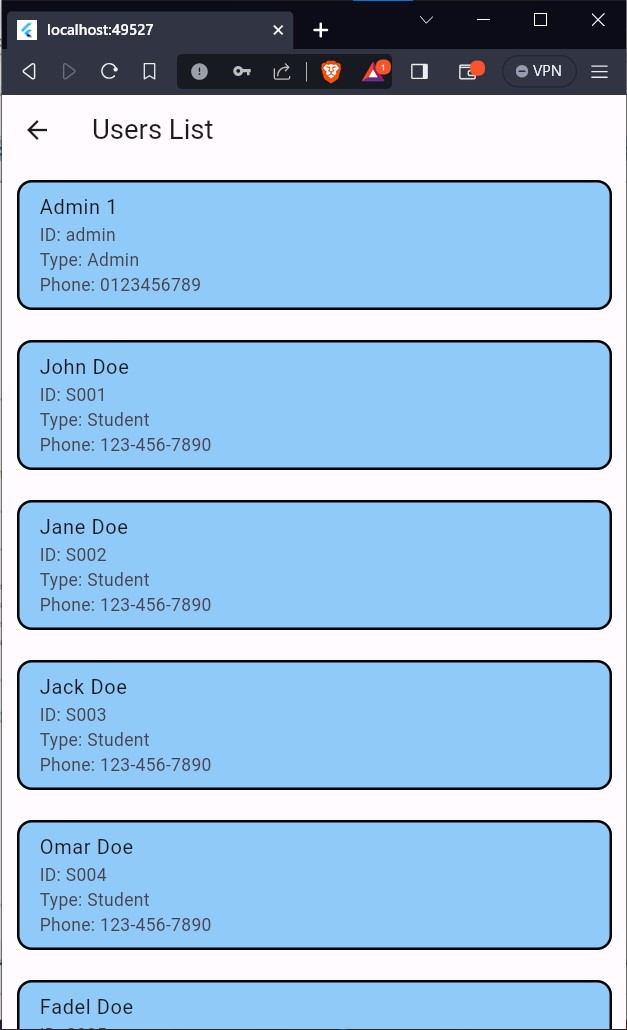 localhost:49527
1
VPN
Users List
Admin 1
ID: admin
Type: Admin
Phone: 0123456789
John Doe
ID: S001
Type: Student
Phone: 123-456-7890
Jane Doe
ID: S002
Type: Student
Phone: 123-456-7890
Jack Doe
ID: S003
Type: Student
Phone: 123-456-7890
Omar Doe
ID: S004
Type: Student
Phone: 123-456-7890
Fadel Doe